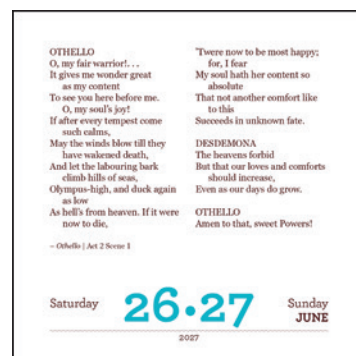 OTHELLO
O, my fair warrior!. . .
It gives me wonder great
as my content
To see you here before me.
O, my soul's joy!
If after every tempest come
such calms,
May the winds blow till they
have wakened death,
And let the labouring bark
climb hills of seas,
Olympus-high, and duck again
as low
As hell's from heaven. If it were
now to die,
'Twere now to be most happy;
for, I fear
My soul hath her content so
absolute
That not another comfort like
to this
Succeeds in unknown fate.
DESDEMONA
The heavens forbid
But that our loves and comforts
should increase,
Even as our days do grow.
OTHELLO
Amen to that, sweet Powers!
– Othello | Act 2 Scene 1
Saturday 26•27 Sunday
JUNE
2027